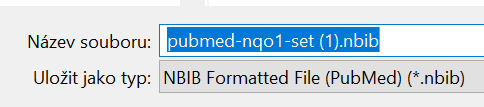 Název souboru: pubmed-nqo1-set (1).nbib
Uložit jako typ: NBIB Formatted File (PubMed) (*.nbib)